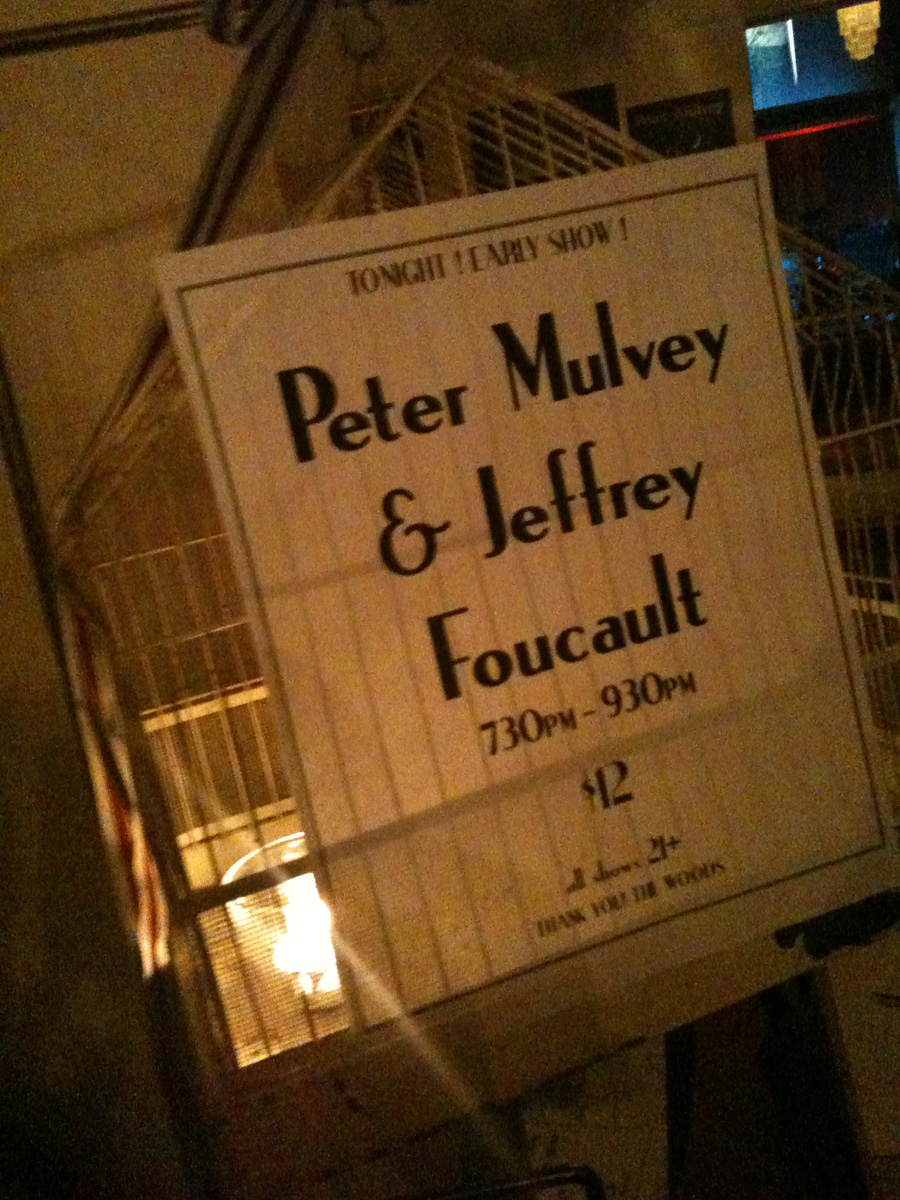 TONIGHT ! EARLY SHOW !
Peter Mulvey
& Jeffrey
Foucault
730PM - 930PM
$12
all shows 21+
THANK YOU! THE WOODS